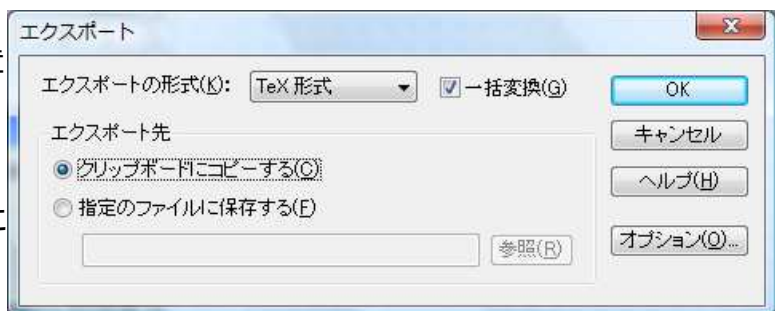 エクスポート
エクスポートの形式(K): TeX 形式 一括変換(G)
OK
エクスポート先
キャンセル
クリップボードにコピーする(C)
ヘルプ(H)
指定のファイルに保存する(F)
参照(R)
オプション(O)...